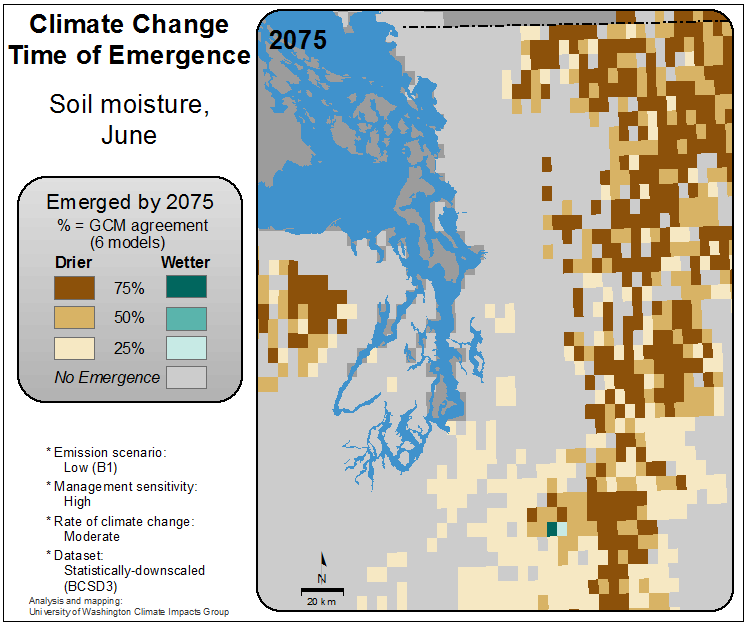 Climate Change
Time of Emergence
Soil moisture,
June
Emerged by 2075
% = GCM agreement
(6 models)
Drier Wetter
75%
50%
25%
No Emergence
* Emission scenario:
Low (B1)
* Management sensitivity:
High
* Rate of climate change:
Moderate
* Dataset:
Statistically-downscaled
(BCSD3)
Analysis and mapping:
University of Washington Climate Impacts Group
2075
N
20 km